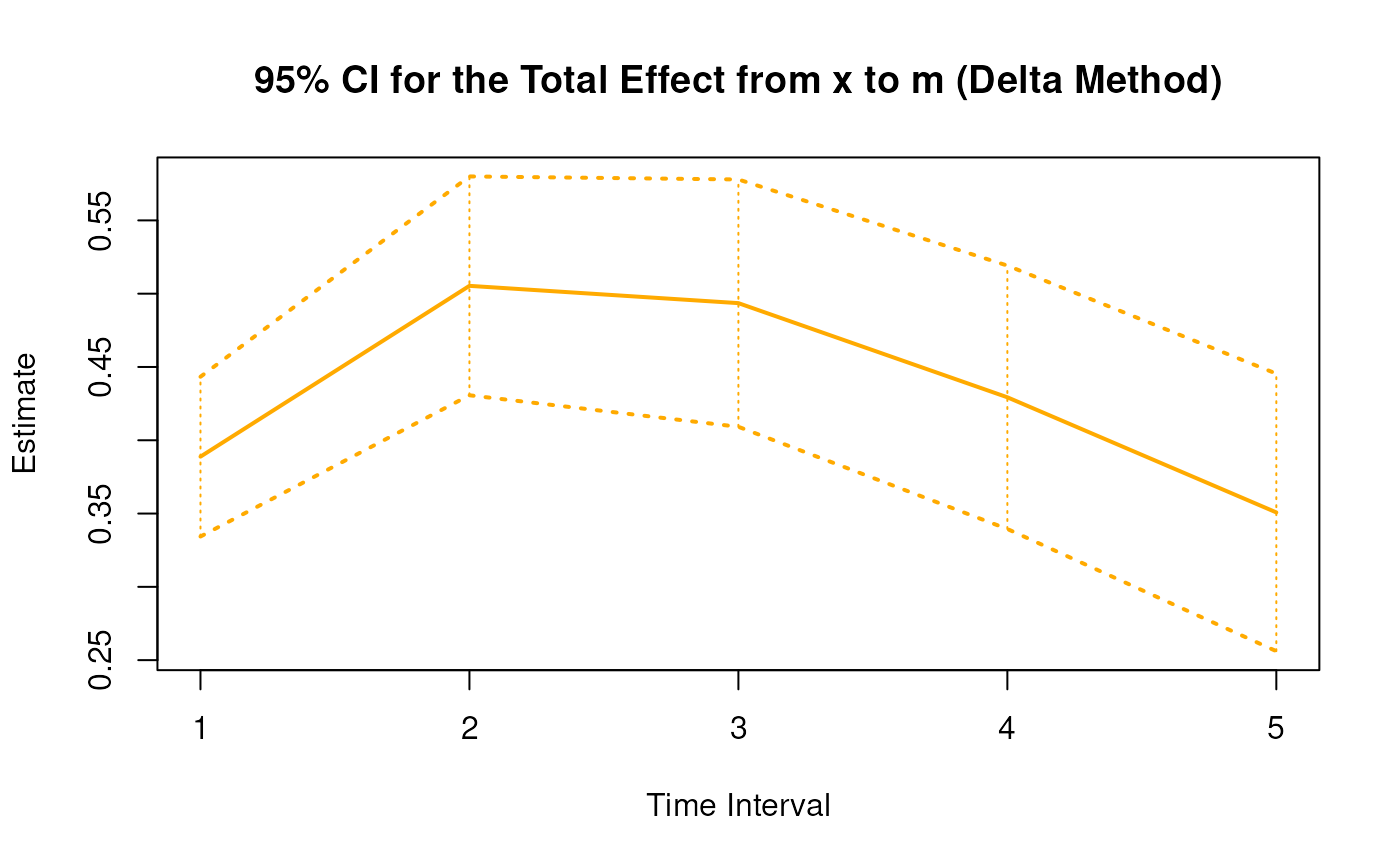 95% CI for the Total Effect from x to m (Delta Method)
Estimate
0.55
0.45
0.35
0.25
1 2 3 4 5
Time Interval